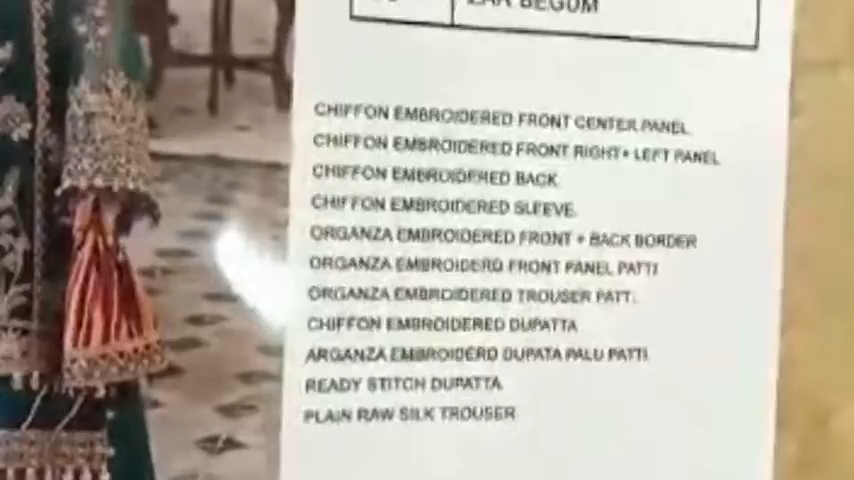 ZAR BEGUM
CHIFFON EMBROIDERED FRONT CENTER PANEL
CHIFFON EMBROIDERED FRONT RIGHT+ LEFT PANEL
CHIFFON EMBROIDERED BACK
CHIFFON EMBROIDERED SLEEVE
ORGANZA EMBROIDERED FRONT + BACK BORDER
ORGANZA EMBROIDERD FRONT PANEL PATTI
ORGANZA EMBROIDERED TROUSER PATTI
CHIFFON EMBROIDERED DUPATTA
ARGANZA EMBROIDERD DUPATA PALU PATTI
READY STITCH DUPATTA
PLAIN RAW SILK TROUSER